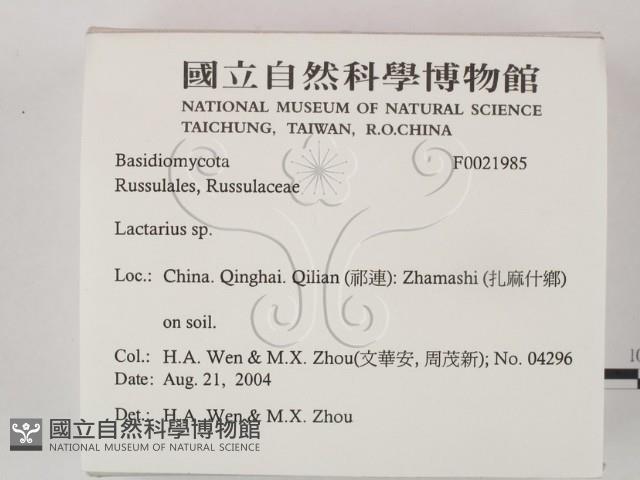 國立自然科學博物館
NATIONAL MUSEUM OF NATURAL SCIENCE
TAICHUNG, TAIWAN, R.O.CHINA
Basidiomycota F0021985
Russulales, Russulaceae
Lactarius sp.
Loc.: China. Qinghai. Qilian (祁連): Zhamashi (扎麻什鄉)
on soil.
Col.: H.A. Wen & M.X. Zhou(文華安, 周茂新); No. 04296
Date: Aug. 21, 2004
Det.: H.A. Wen & M.X. Zhou
國立自然科學博物館
NATIONAL MUSEUM OF NATURAL SCIENCE